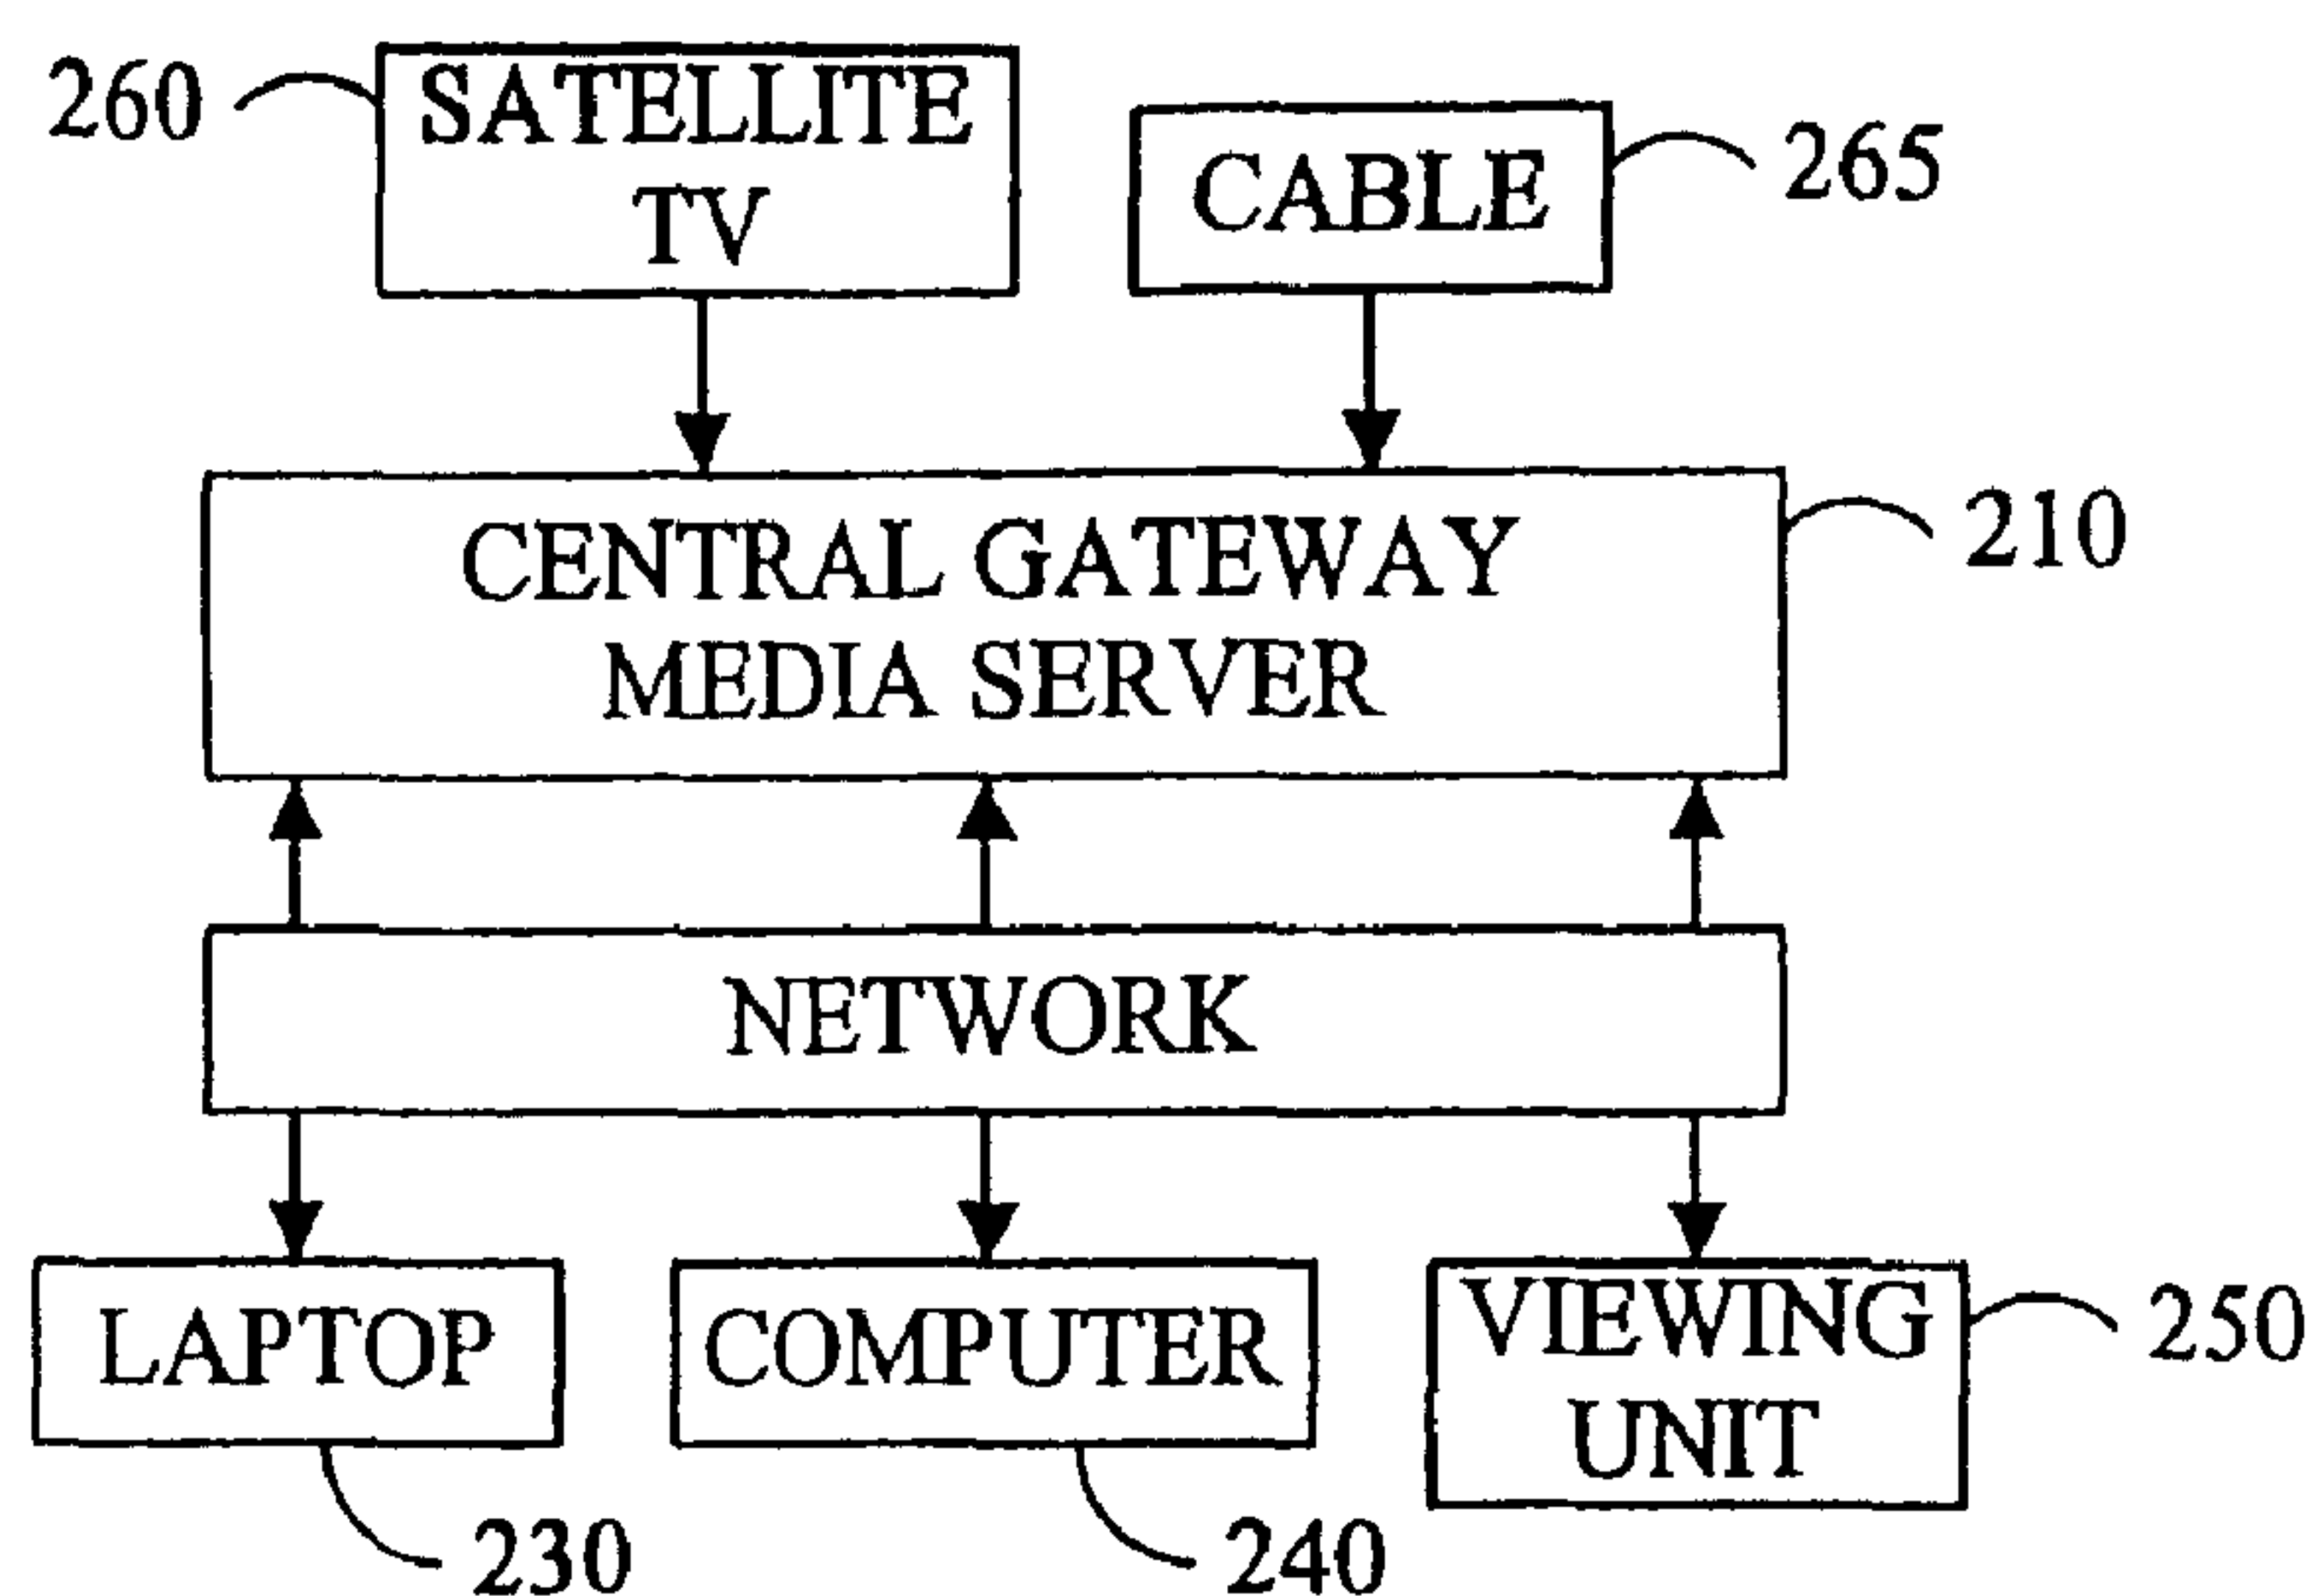 260
SATELLITE
TV
CABLE
265
CENTRAL GATEWAY
MEDIA SERVER
210
NETWORK
LAPTOP
COMPUTER
VIEWING
UNIT
250
230
240